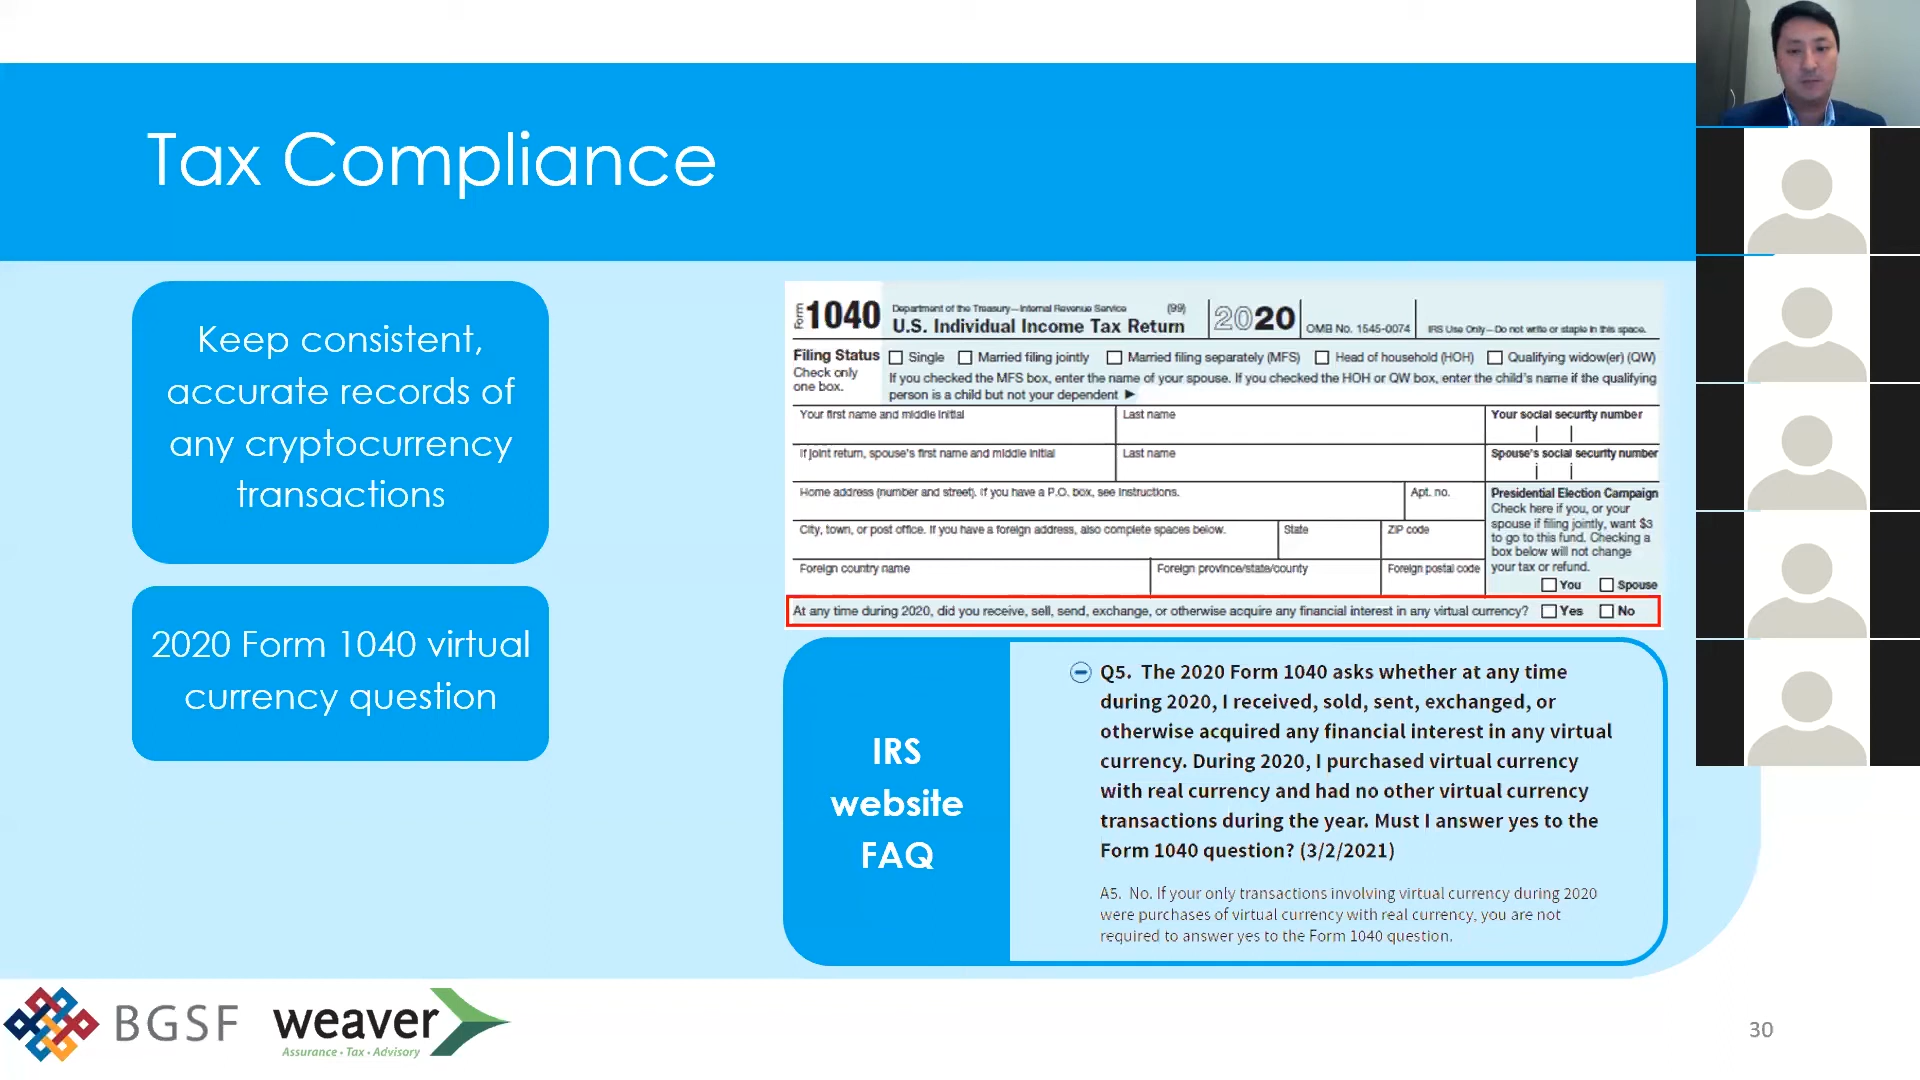 Tax Compliance
Keep consistent,
accurate records of
any cryptocurrency
transactions
2020 Form 1040 virtual
currency question
Form 1040 Department of the Treasury—Internal Revenue Service (99)
U.S. Individual Income Tax Return 2020 OMB No. 1545-0074 IRS Use Only—Do not write or staple in this space.
Filing Status Single Married filing jointly Married filing separately (MFS) Head of household (HOH) Qualifying widow(er) (QW)
Check only
one box.
If you checked the MFS box, enter the name of your spouse. If you checked the HOH or QW box, enter the child's name if the qualifying
person is a child but not your dependent ▶
Your first name and middle initial Last name Your social security number
If joint return, spouse's first name and middle initial Last name Spouse's social security number
Home address (number and street). If you have a P.O. box, see instructions. Apt. no.
City, town, or post office. If you have a foreign address, also complete spaces below. State ZIP code
Foreign country name Foreign province/state/county Foreign postal code
Presidential Election Campaign
Check here if you, or your
spouse if filing jointly, want $3
to go to this fund. Checking a
box below will not change
your tax or refund.
You Spouse
At any time during 2020, did you receive, sell, send, exchange, or otherwise acquire any financial interest in any virtual currency? Yes No
IRS
website
FAQ
Q5. The 2020 Form 1040 asks whether at any time
during 2020, I received, sold, sent, exchanged, or
otherwise acquired any financial interest in any virtual
currency. During 2020, I purchased virtual currency
with real currency and had no other virtual currency
transactions during the year. Must I answer yes to the
Form 1040 question? (3/2/2021)
A5. No. If your only transactions involving virtual currency during 2020
were purchases of virtual currency with real currency, you are not
required to answer yes to the Form 1040 question.
BGSF
weaver
Assurance • Tax • Advisory
30